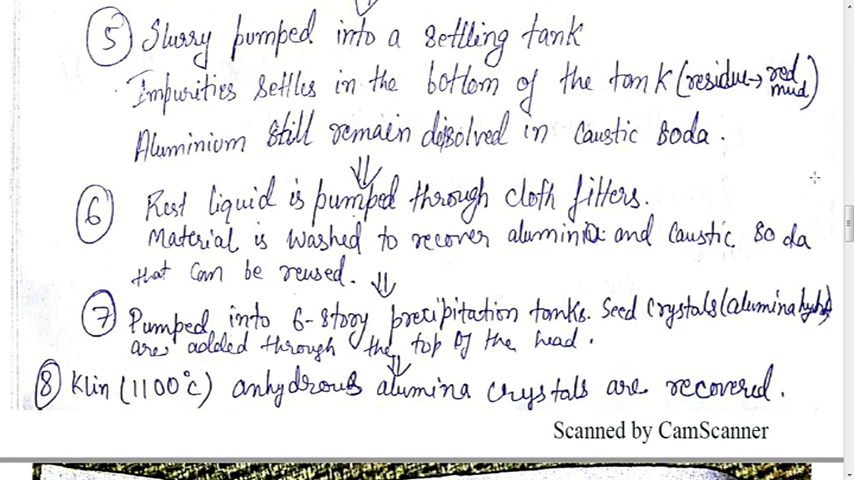 ⑤ Slurry pumped into a settling tank
Impurities settles in the bottom of the tank (residue → red mud)
Aluminium still remain dissolved in caustic soda.
⑥ Rest liquid is pumped through cloth filters.
Material is washed to recover alumina and caustic soda
that can be reused.
⑦ Pumped into 6-story precipitation tanks. Seed crystals (alumina
are added through the top of the head.
⑧ Klin (1100°C) anhydrous alumina crystals are recovered.
Scanned by CamScanner